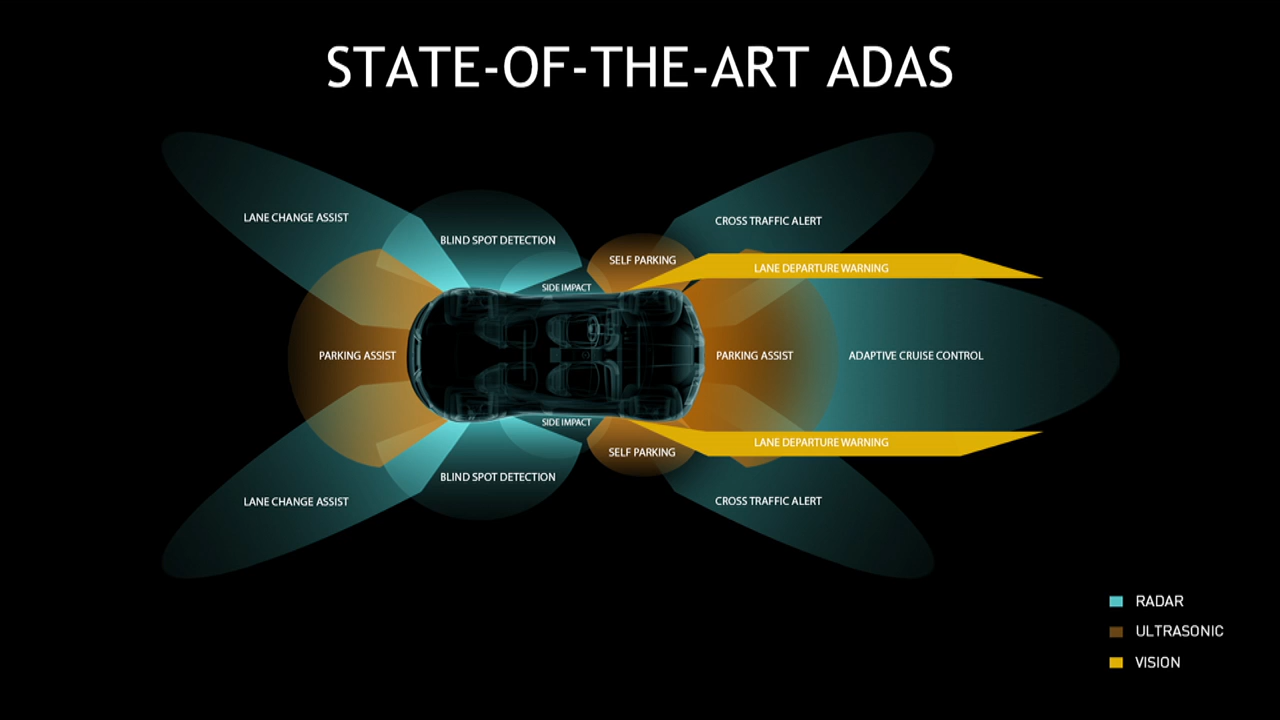 STATE-OF-THE-ART ADAS
LANE CHANGE ASSIST
CROSS TRAFFIC ALERT
BLIND SPOT DETECTION
SELF PARKING
LANE DEPARTURE WARNING
SIDE IMPACT
PARKING ASSIST
PARKING ASSIST
ADAPTIVE CRUISE CONTROL
SIDE IMPACT
LANE DEPARTURE WARNING
SELF PARKING
BLIND SPOT DETECTION
LANE CHANGE ASSIST
CROSS TRAFFIC ALERT
RADAR
ULTRASONIC
VISION